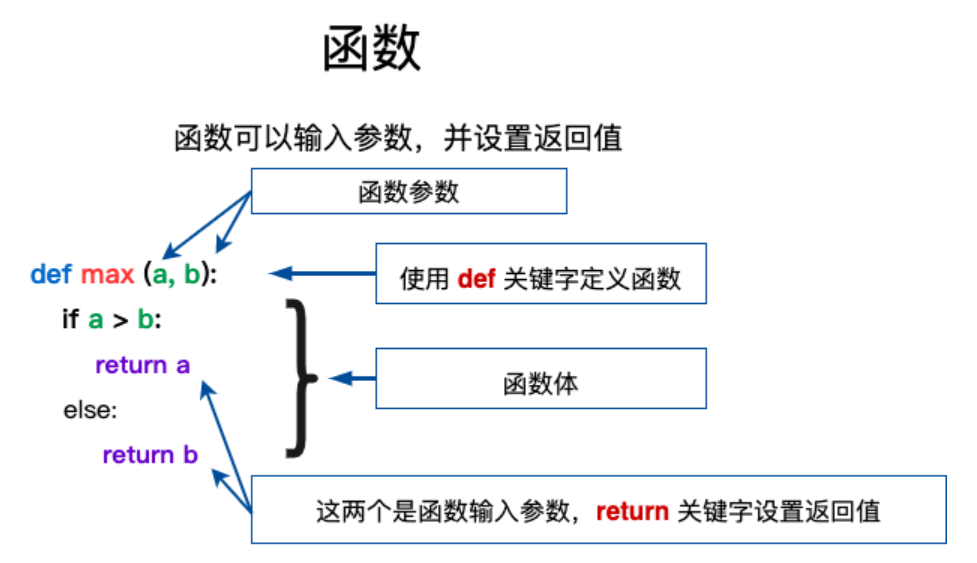 函数
函数可以输入参数，并设置返回值
函数参数
def max (a, b):
使用 def 关键字定义函数
if a > b:
return a
函数体
else:
return b
这两个是函数输入参数，return 关键字设置返回值